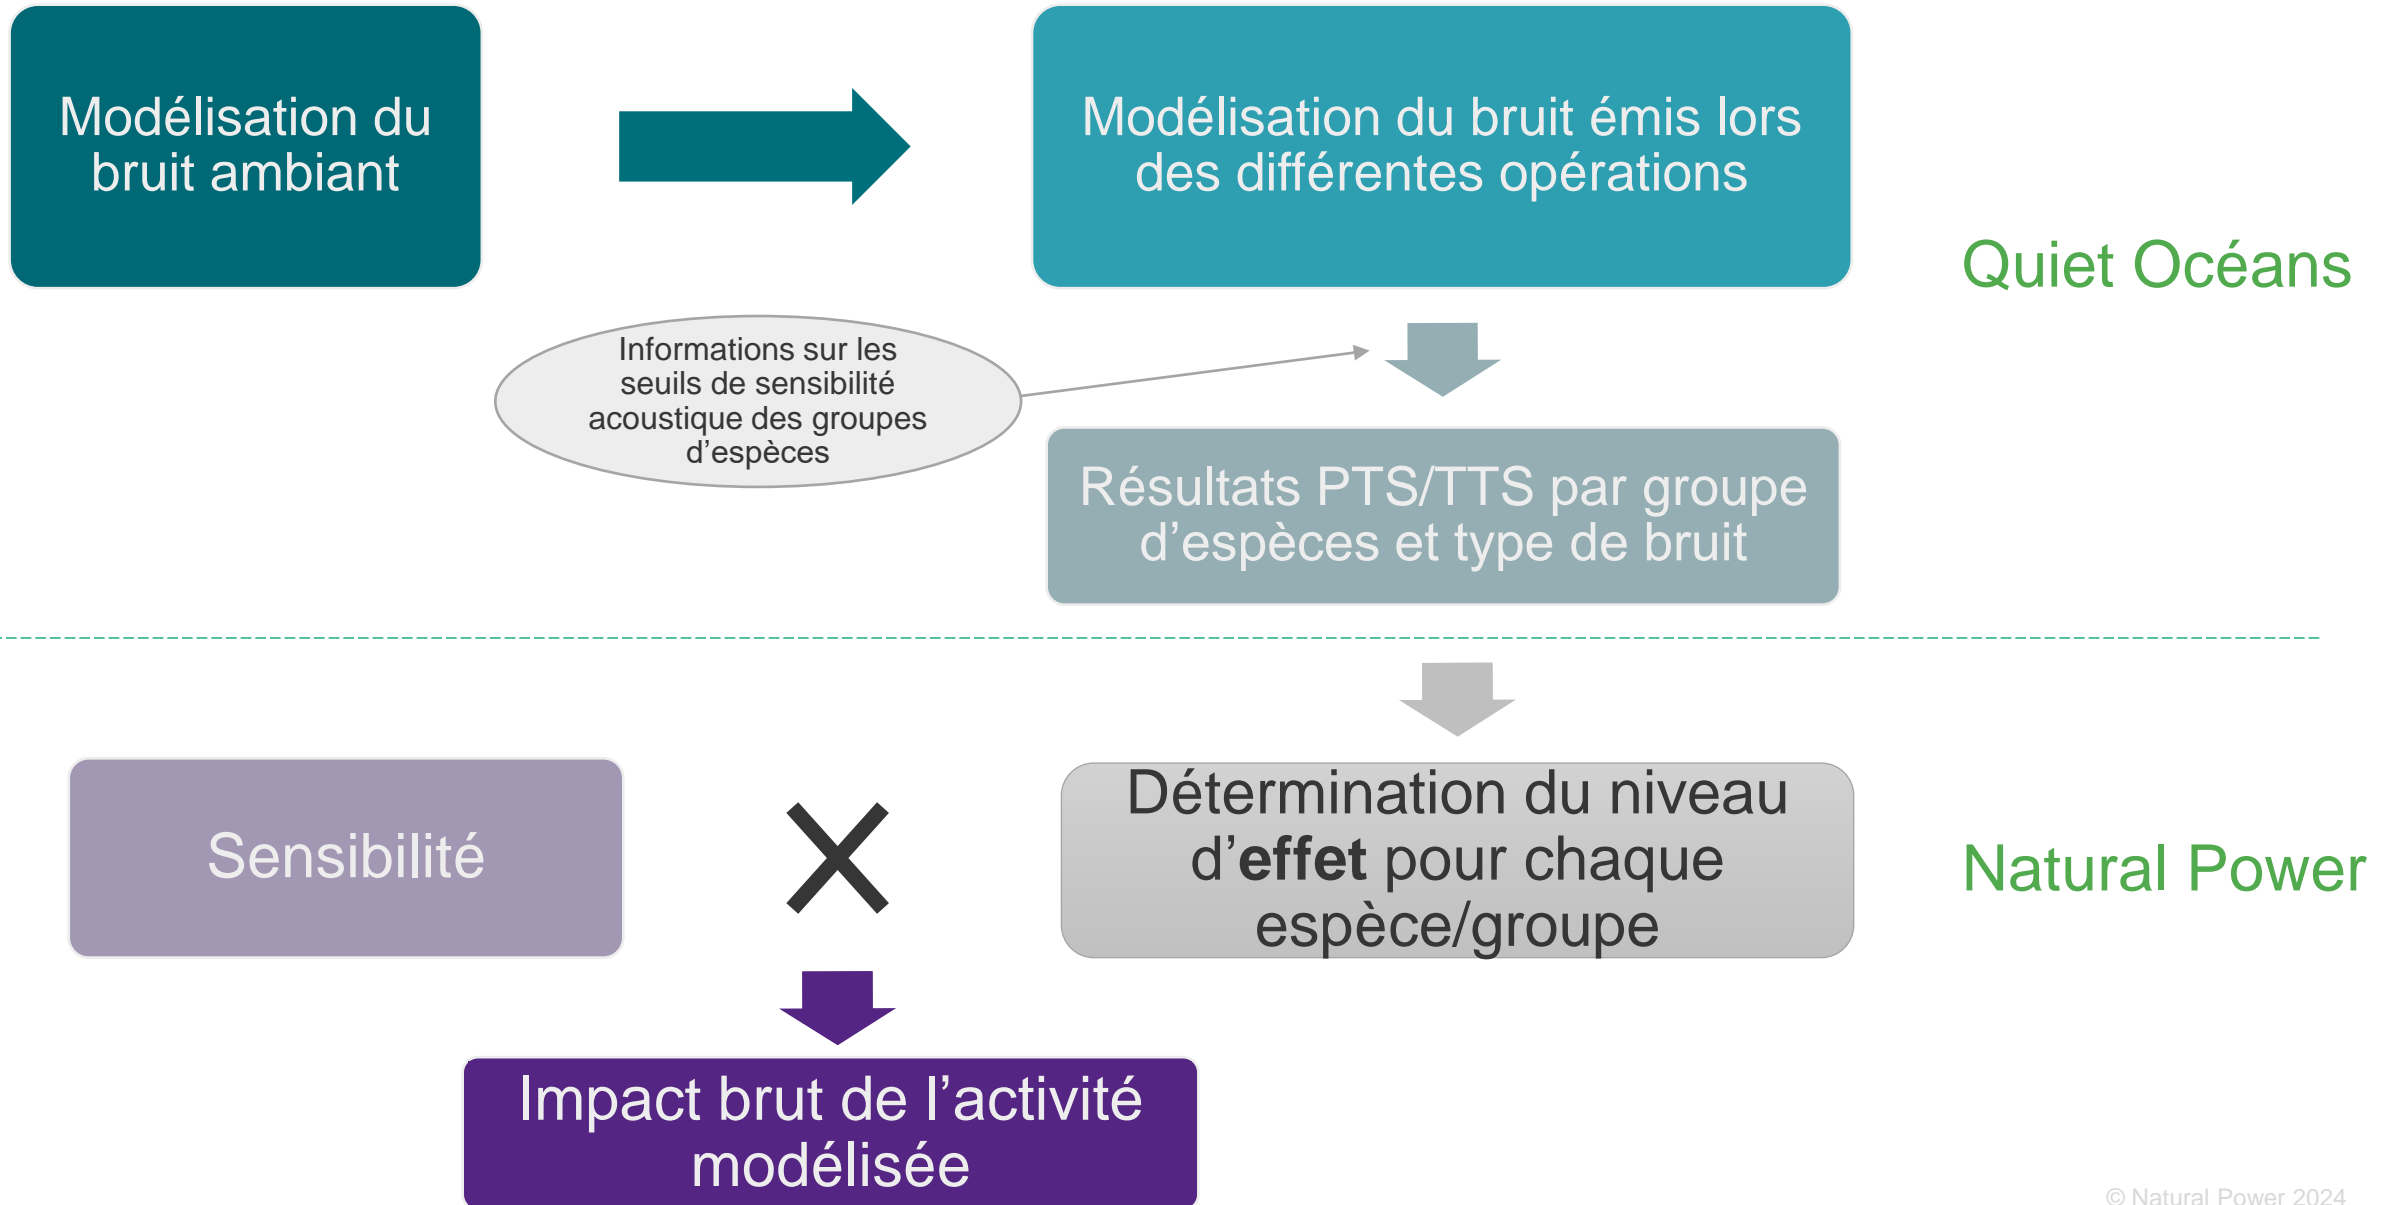 Modélisation du
bruit ambiant
Modélisation du bruit émis lors
des différentes opérations
Quiet Océans
Informations sur les
seuils de sensibilité
acoustique des groupes
d’espèces
Résultats PTS/TTS par groupe
d’espèces et type de bruit
Sensibilité
Détermination du niveau
d’effet pour chaque
espèce/groupe
Natural Power
Impact brut de l’activité
modélisée
© Natural Power 2024